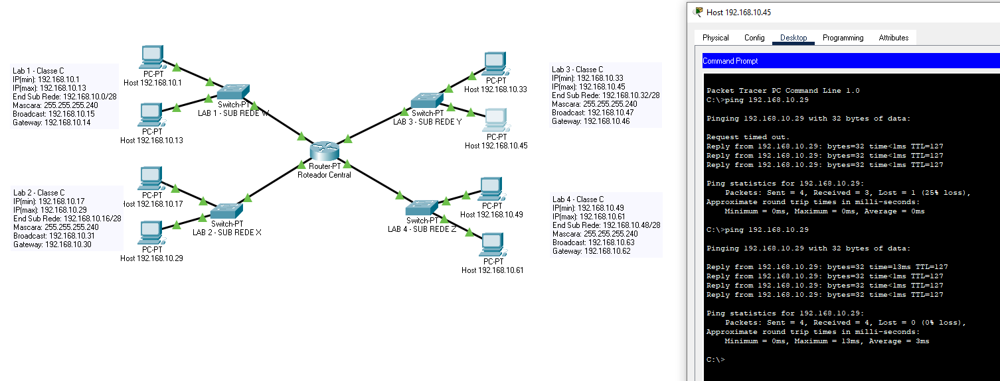 Lab 1 - Classe C
IP(min): 192.168.10.1
IP(max): 192.168.10.13
End Sub Rede: 192.168.10.0/28
Mascara: 255.255.255.240
Broadcast: 192.168.10.15
Gateway: 192.168.10.14
PC-PT
Host 192.168.10.1
PC-PT
Host 192.168.10.13
Switch-PT
LAB 1 - SUB REDE W
Lab 2 - Classe C
IP(min): 192.168.10.17
IP(max): 192.168.10.29
End Sub Rede: 192.168.10.16/28
Mascara: 255.255.255.240
Broadcast: 192.168.10.31
Gateway: 192.168.10.30
PC-PT
Host 192.168.10.17
PC-PT
Host 192.168.10.29
Switch-PT
LAB 2 - SUB REDE X
Router-PT
Roteador Central
PC-PT
Host 192.168.10.33
Switch-PT
LAB 3 - SUB REDE Y
PC-PT
Host 192.168.10.45
Lab 3 - Classe C
IP(min): 192.168.10.33
IP(max): 192.168.10.45
End Sub Rede: 192.168.10.32/28
Mascara: 255.255.255.240
Broadcast: 192.168.10.47
Gateway: 192.168.10.46
PC-PT
Host 192.168.10.49
Switch-PT
LAB 4 - SUB REDE Z
PC-PT
Host 192.168.10.61
Lab 4 - Classe C
IP(min): 192.168.10.49
IP(max): 192.168.10.61
End Sub Rede: 192.168.10.48/28
Mascara: 255.255.255.240
Broadcast: 192.168.10.63
Gateway: 192.168.10.62
Host 192.168.10.45
Physical Config Desktop Programming Attributes
Command Prompt
Packet Tracer PC Command Line 1.0
C:\>ping 192.168.10.29
Pinging 192.168.10.29 with 32 bytes of data:
Request timed out.
Reply from 192.168.10.29: bytes=32 time<1ms TTL=127
Reply from 192.168.10.29: bytes=32 time<1ms TTL=127
Reply from 192.168.10.29: bytes=32 time<1ms TTL=127
Ping statistics for 192.168.10.29:
Packets: Sent = 4, Received = 3, Lost = 1 (25% loss),
Approximate round trip times in milli-seconds:
Minimum = 0ms, Maximum = 0ms, Average = 0ms
C:\>ping 192.168.10.29
Pinging 192.168.10.29 with 32 bytes of data:
Reply from 192.168.10.29: bytes=32 time=13ms TTL=127
Reply from 192.168.10.29: bytes=32 time<1ms TTL=127
Reply from 192.168.10.29: bytes=32 time<1ms TTL=127
Reply from 192.168.10.29: bytes=32 time<1ms TTL=127
Ping statistics for 192.168.10.29:
Packets: Sent = 4, Received = 4, Lost = 0 (0% loss),
Approximate round trip times in milli-seconds:
Minimum = 0ms, Maximum = 13ms, Average = 3ms
C:\>